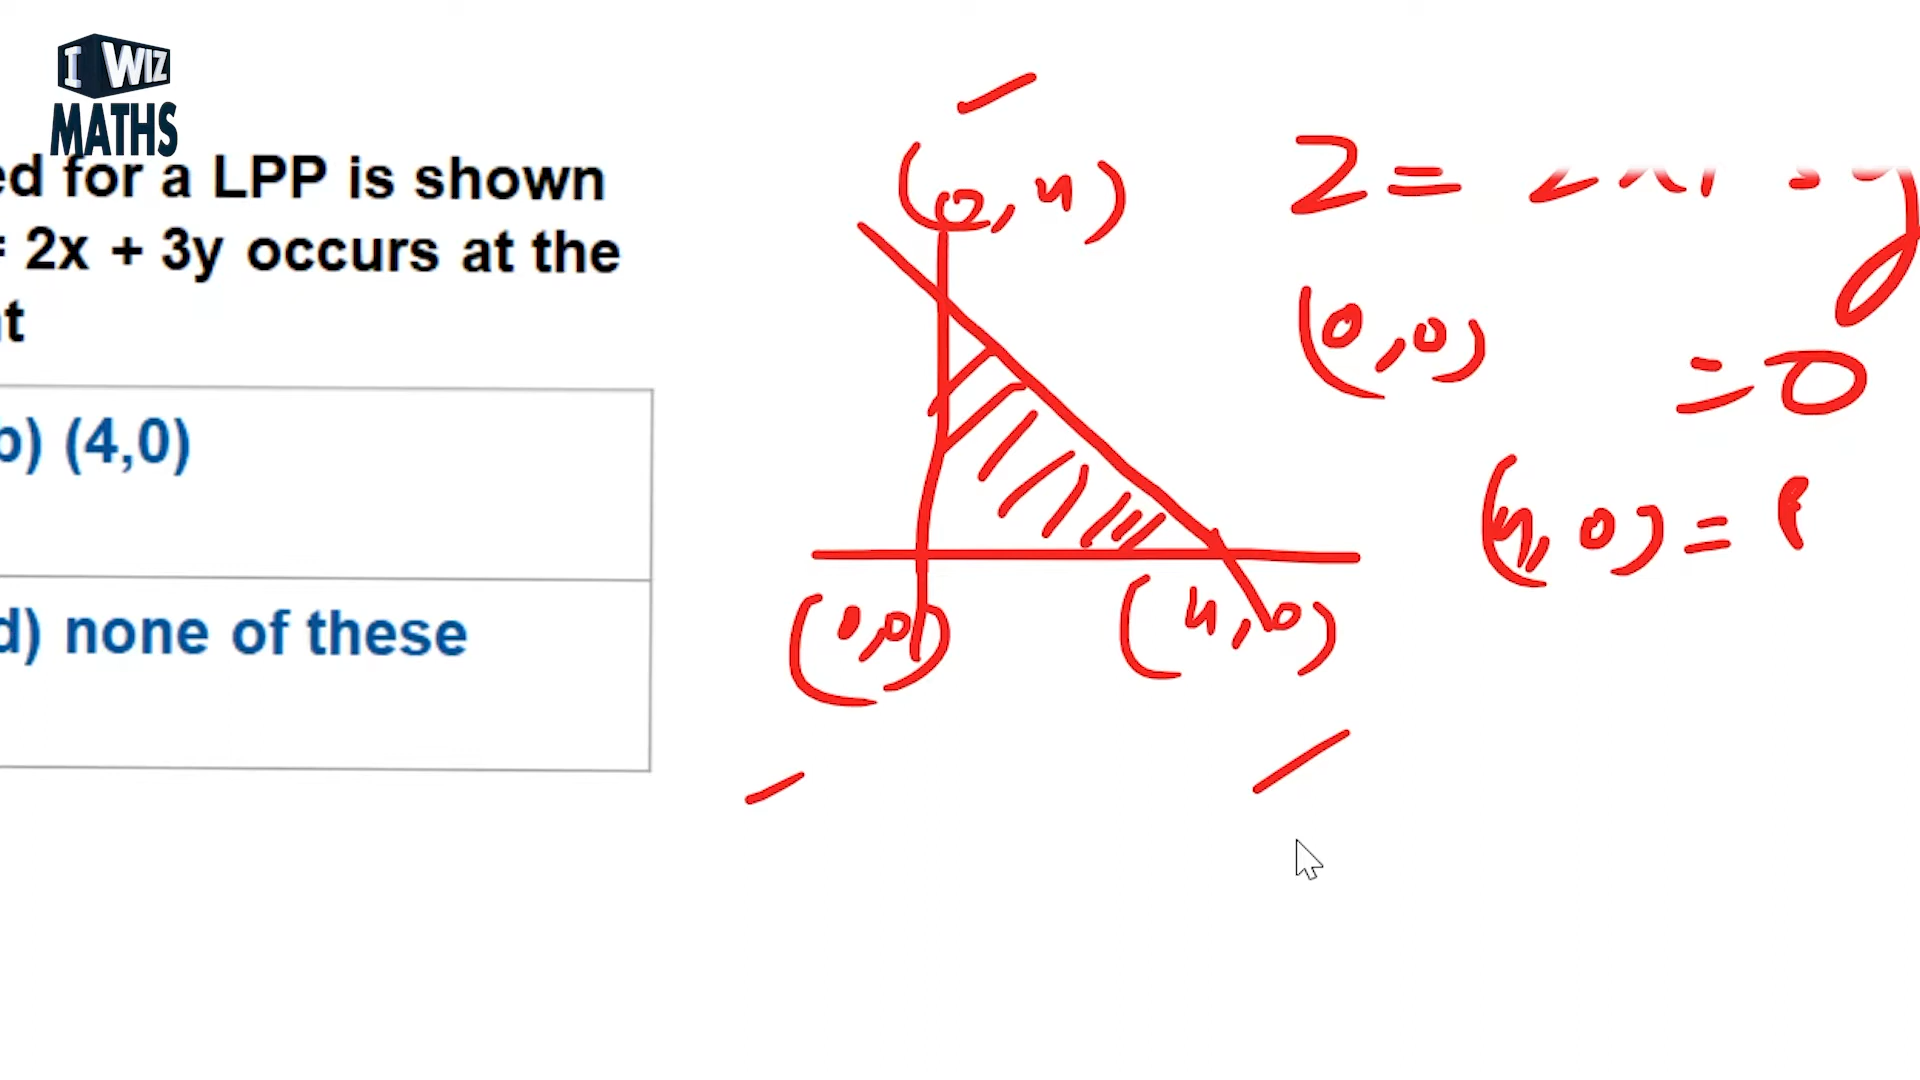 I WIZ
MATHS
ed for a LPP is shown
= 2x + 3y occurs at the
nt
b) (4,0)
d) none of these
(0,4)
Z =
(0,0)
= 0
(4,0) =
(0,0)
(4,0)